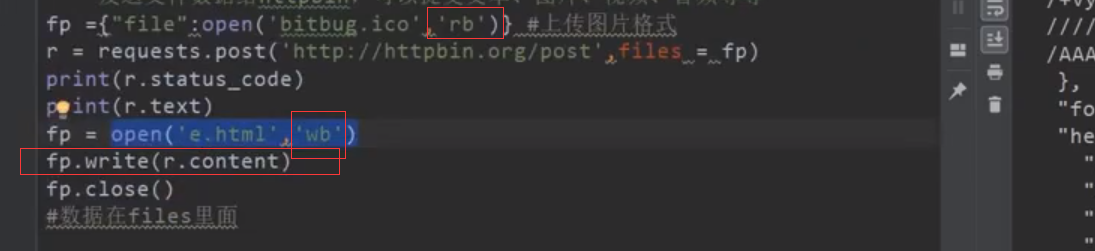 fp ={"file":open('bitbug.ico','rb')} #上传图片格式
r = requests.post('http://httpbin.org/post',files = fp)
print(r.status_code)
print(r.text)
fp = open('e.html','wb')
fp.write(r.content)
fp.close()
#数据在files里面
////
/AAA
},
"fo
"he
"
"
"
"